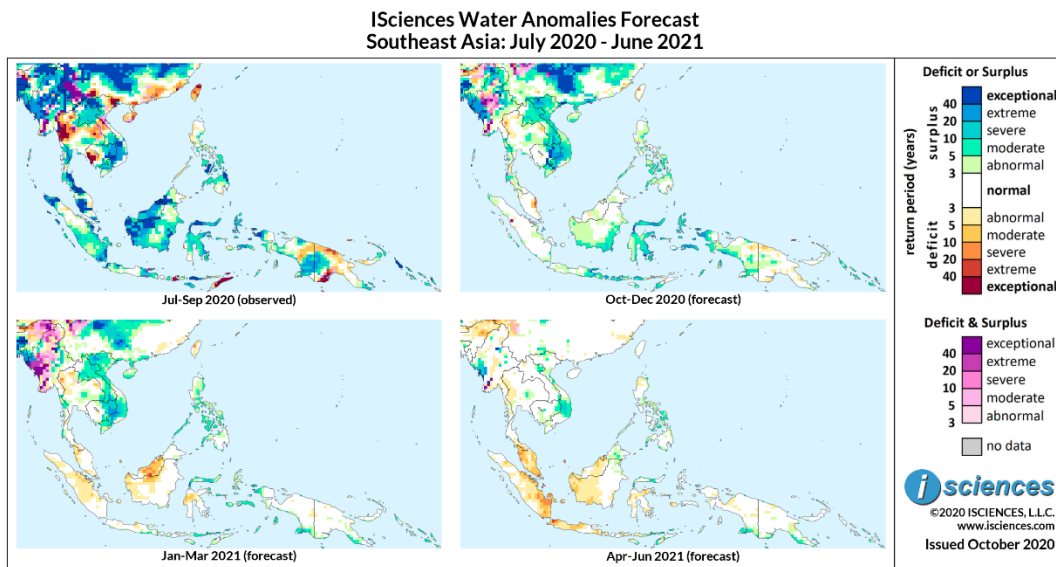 ISciences Water Anomalies Forecast
Southeast Asia: July 2020 - June 2021
Jul-Sep 2020 (observed)
Oct-Dec 2020 (forecast)
Jan-Mar 2021 (forecast)
Apr-Jun 2021 (forecast)
Deficit or Surplus
return period (years)
surplus
deficit
40 exceptional
20 extreme
10 severe
5 moderate
3 abnormal
normal
3 abnormal
5 moderate
10 severe
20 extreme
40 exceptional
Deficit & Surplus
40 exceptional
20 extreme
10 severe
5 moderate
3 abnormal
no data
i sciences
©2020 ISCIENCES, L.L.C.
www.isciences.com
Issued October 2020